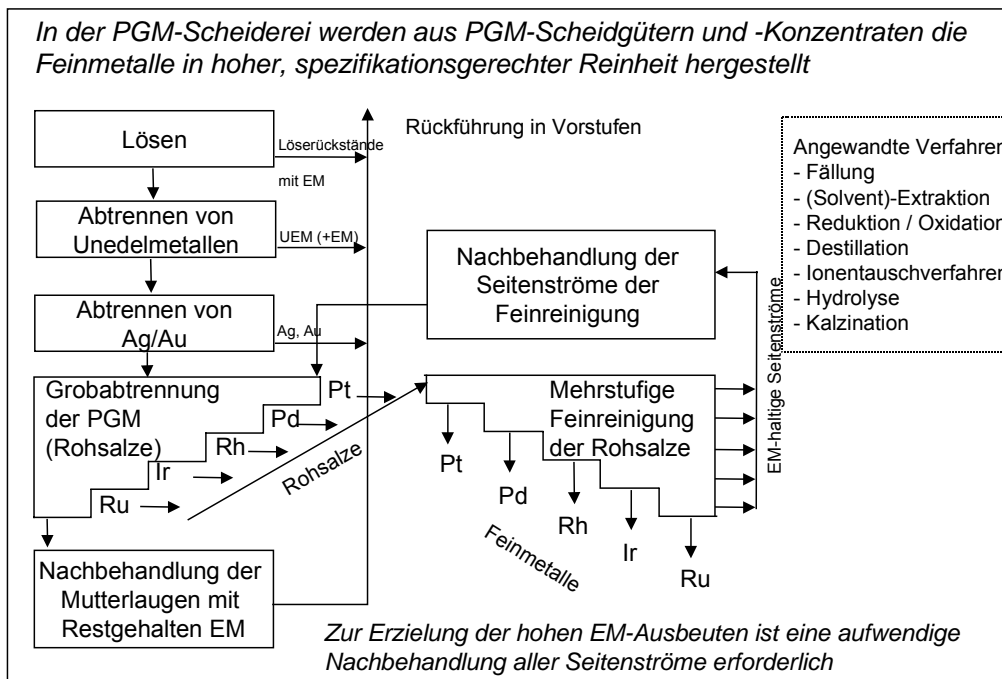 In der PGM-Scheiderei werden aus PGM-Scheidgütern und -Konzentraten die
Feinmetalle in hoher, spezifikationsgerechter Reinheit hergestellt
Lösen
Löserückstände
mit EM
Rückführung in Vorstufen
Abtrennen von
Unedelmetallen
UEM (+EM)
Abtrennen von
Ag/Au
Ag, Au
Nachbehandlung der
Seitenströme der
Feinreinigung
Angewandte Verfahren
- Fällung
- (Solvent)-Extraktion
- Reduktion / Oxidation
- Destillation
- Ionentauschverfahren
- Hydrolyse
- Kalzination
Grobabtrennung
der PGM
(Rohsalze)
Pt
Pd
Rh
Ir
Ru
Rohsalze
Mehrstufige
Feinreinigung
der Rohsalze
Pt
Pd
Rh
Ir
Ru
Feinmetalle
EM-haltige Seitenströme
Nachbehandlung der
Mutterlaugen mit
Restgehalten EM
Zur Erzielung der hohen EM-Ausbeuten ist eine aufwendige
Nachbehandlung aller Seitenströme erforderlich